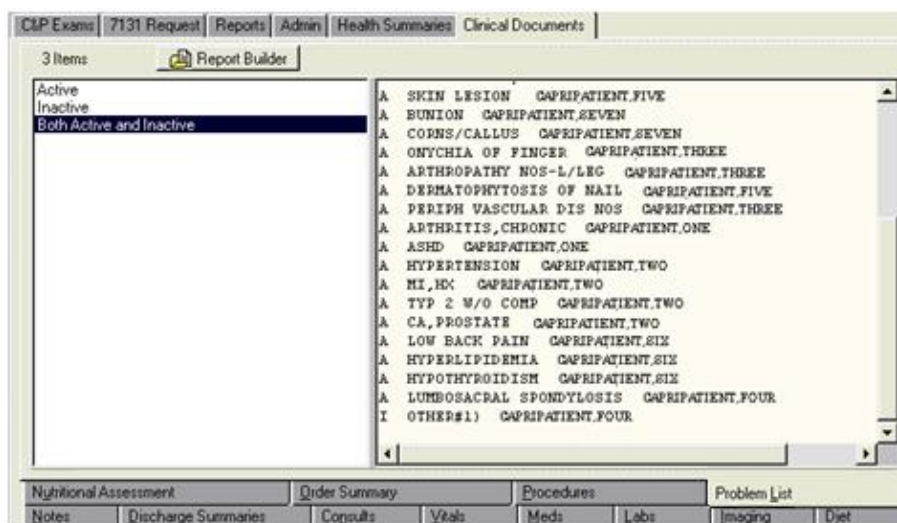 C&P Exams 7131 Request Reports Admin Health Summaries Clinical Documents
3 Items Report Builder
Active
Inactive
Both Active and Inactive
A SKIN LESION CAPRIPATIENT,FIVE
A BUNION CAPRIPATIENT,SEVEN
A CORNS/CALLUS CAPRIPATIENT,SEVEN
A ONYCHIA OF FINGER CAPRIPATIENT,THREE
A ARTHROPATHY NOS-L/LEG CAPRIPATIENT,THREE
A DERMATOPHYTOSIS OF NAIL CAPRIPATIENT,FIVE
A PERIPH VASCULAR DIS NOS CAPRIPATIENT,THREE
A ARTHRITIS,CHRONIC CAPRIPATIENT,ONE
A ASHD CAPRIPATIENT,ONE
A HYPERTENSION CAPRIPATIENT,TWO
A MI,HX CAPRIPATIENT,TWO
A TYP 2 W/O COMP CAPRIPATIENT,TWO
A CA,PROSTATE CAPRIPATIENT,TWO
A LOW BACK PAIN CAPRIPATIENT,SIX
A HYPERLIPIDEMIA CAPRIPATIENT,SIX
A HYPOTHYROIDISM CAPRIPATIENT,SIX
A LUMBOSACRAL SPONDYLOSIS CAPRIPATIENT,FOUR
I OTHER#1) CAPRIPATIENT,FOUR
Nutritional Assessment Order Summary Procedures Problem List
Notes Discharge Summaries Consults Vitals Meds Labs Imaging Diet